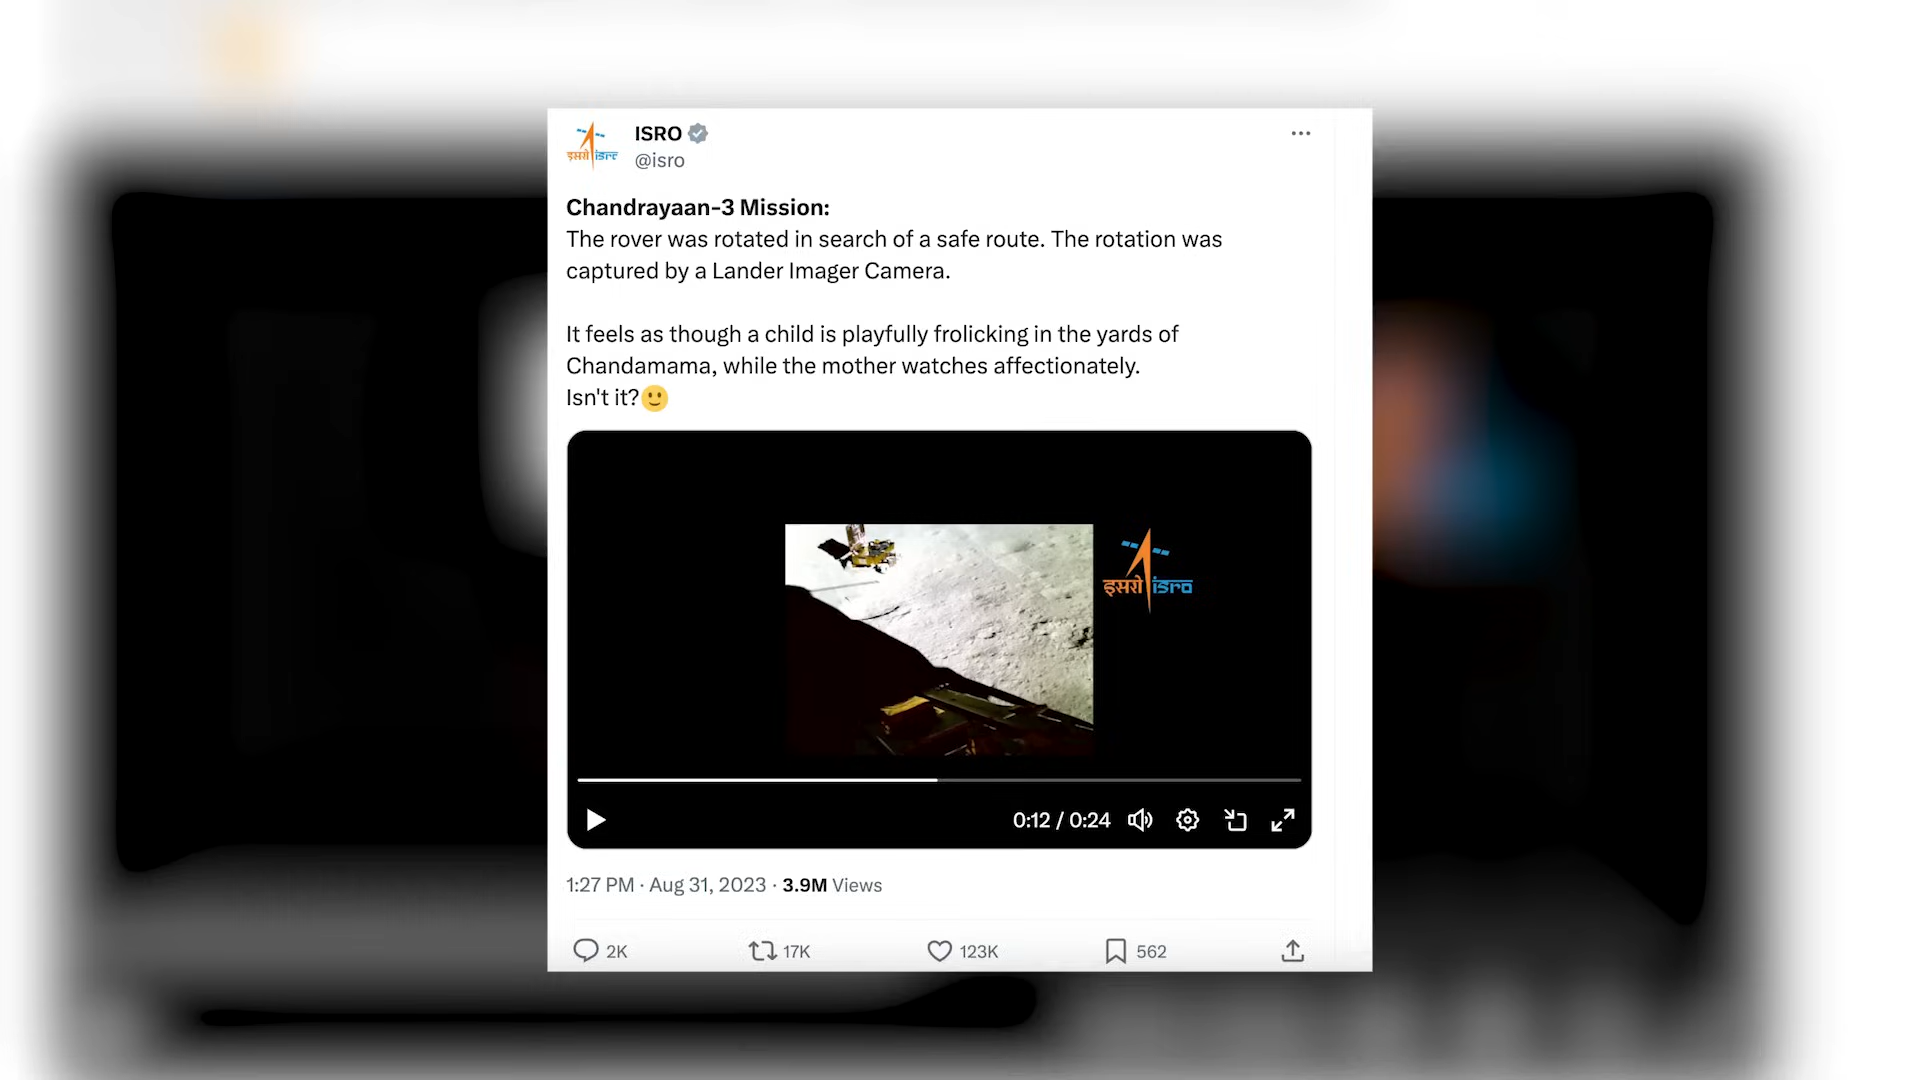 ISRO
@isro
इसरो isro
Chandrayaan-3 Mission:
The rover was rotated in search of a safe route. The rotation was
captured by a Lander Imager Camera.
It feels as though a child is playfully frolicking in the yards of
Chandamama, while the mother watches affectionately.
Isn't it?🙂
इसरो isro
0:12 / 0:24
1:27 PM · Aug 31, 2023 · 3.9M Views
2K 17K 123K 562